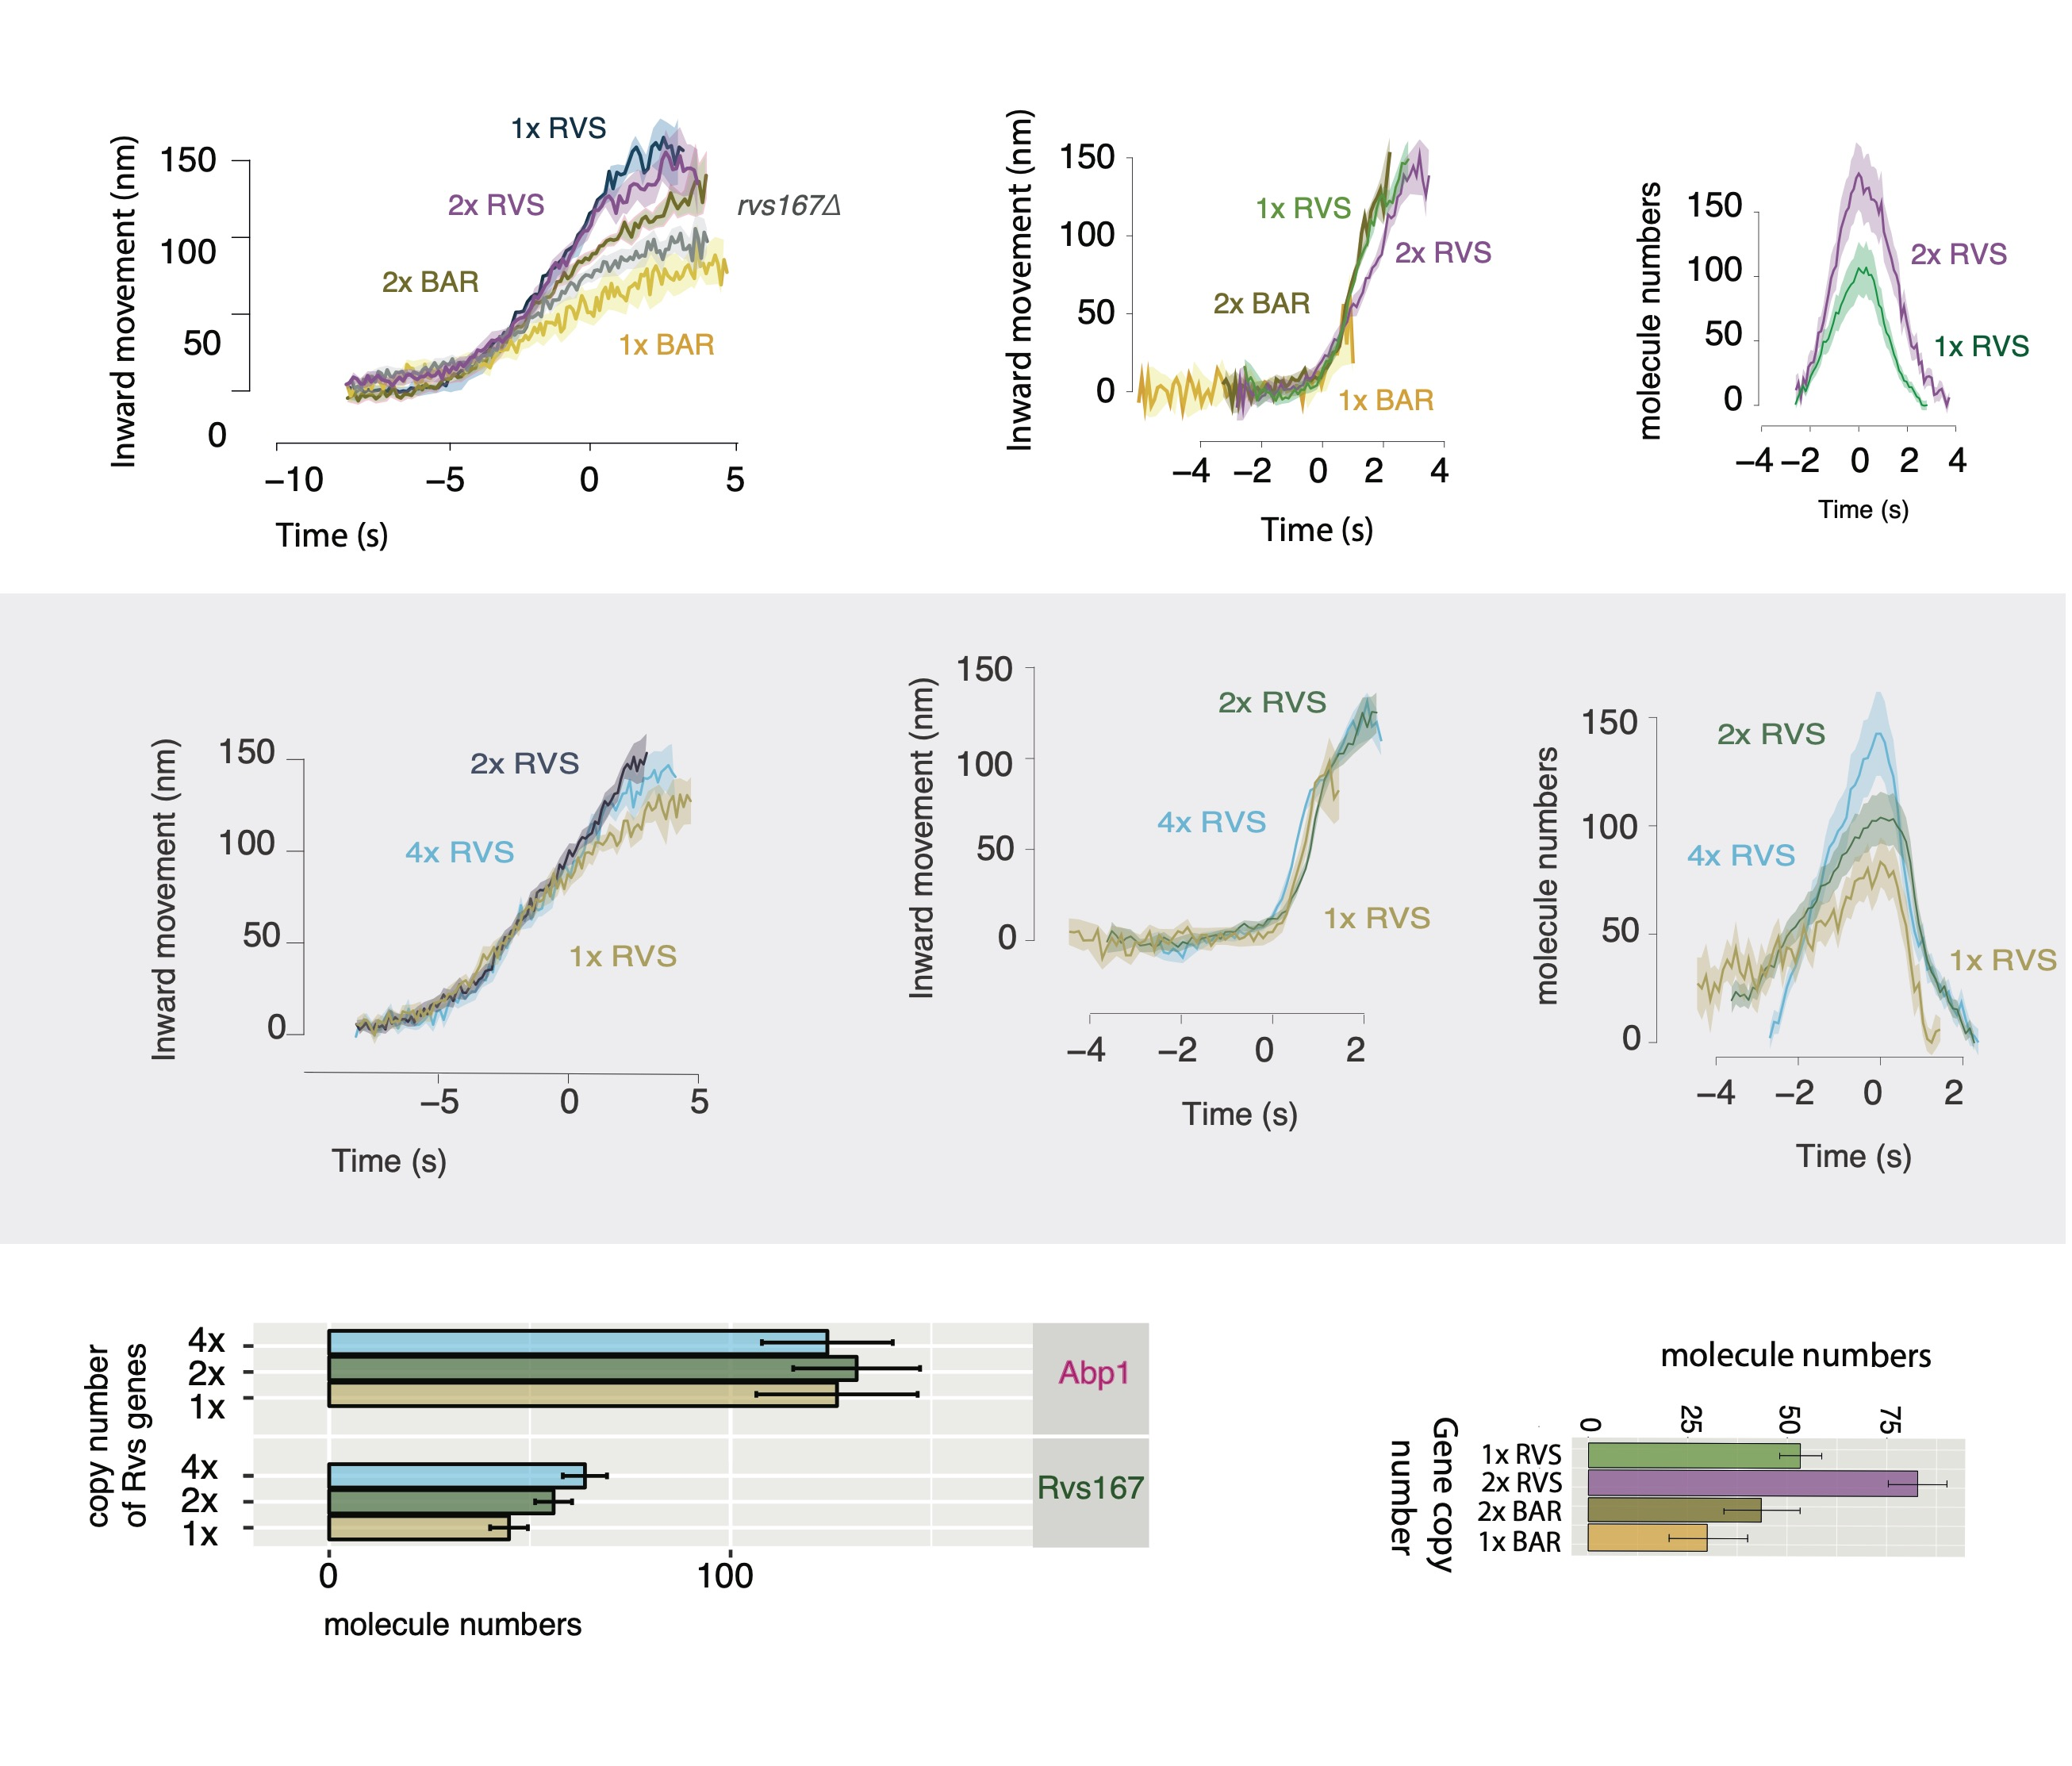 Inward movement (nm)
150
100
50
0
1x RVS
2x RVS
2x BAR
rvs167Δ
1x BAR
−10
−5
0
5
Time (s)
Inward movement (nm)
150
100
50
0
1x RVS
2x RVS
2x BAR
1x BAR
−4
−2
0
2
4
Time (s)
molecule numbers
150
100
50
0
2x RVS
1x RVS
−4
−2
0
2
4
Time (s)
Inward movement (nm)
150
100
50
0
2x RVS
4x RVS
1x RVS
−5
0
5
Time (s)
Inward movement (nm)
150
100
50
0
2x RVS
4x RVS
1x RVS
−4
−2
0
2
Time (s)
molecule numbers
150
100
50
0
2x RVS
4x RVS
1x RVS
−4
−2
0
2
Time (s)
copy number
of Rvs genes
4x
2x
1x
Abp1
4x
2x
1x
Rvs167
0
100
molecule numbers
molecule numbers
0
25
50
75
Gene copy
number
1x RVS
2x RVS
2x BAR
1x BAR